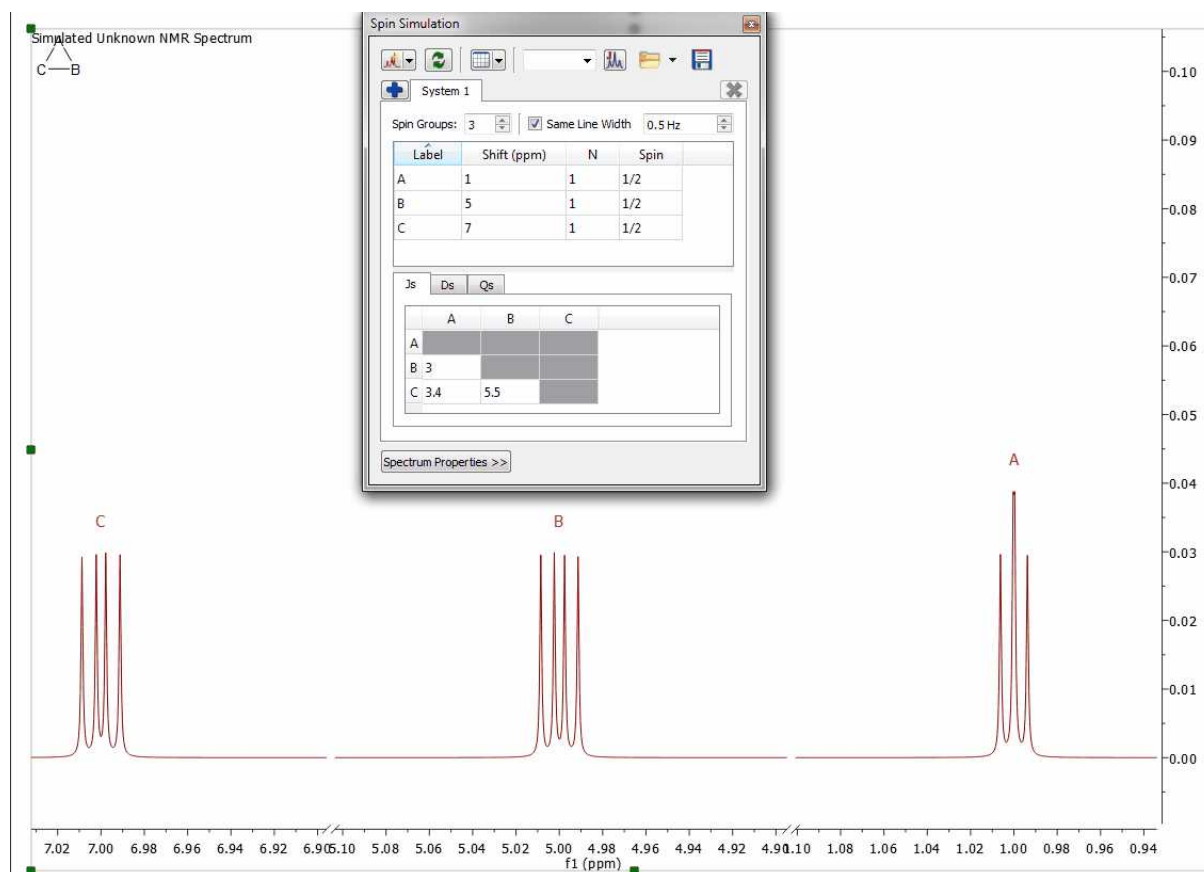 Simulated Unknown NMR Spectrum
A
C B
Spin Simulation
System 1
Spin Groups: 3 Same Line Width 0.5 Hz
Label Shift (ppm) N Spin
A 1 1 1/2
B 5 1 1/2
C 7 1 1/2
Js Ds Qs
A B C
A
B 3
C 3.4 5.5
Spectrum Properties >>
C
B
A
0.10
0.09
0.08
0.07
0.06
0.05
0.04
0.03
0.02
0.01
0.00
7.02 7.00 6.98 6.96 6.94 6.92 6.90 5.10 5.08 5.06 5.04 5.02 5.00 4.98 4.96 4.94 4.92 4.90 1.10 1.08 1.06 1.04 1.02 1.00 0.98 0.96 0.94
f1 (ppm)